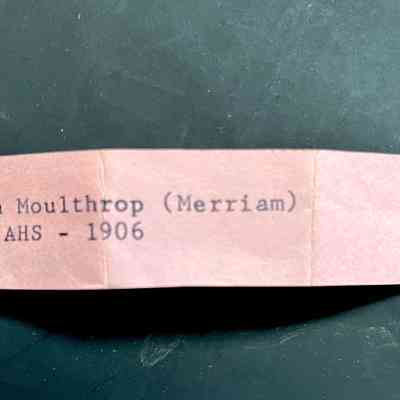 Moulthrop (Merriam)
AHS - 1906